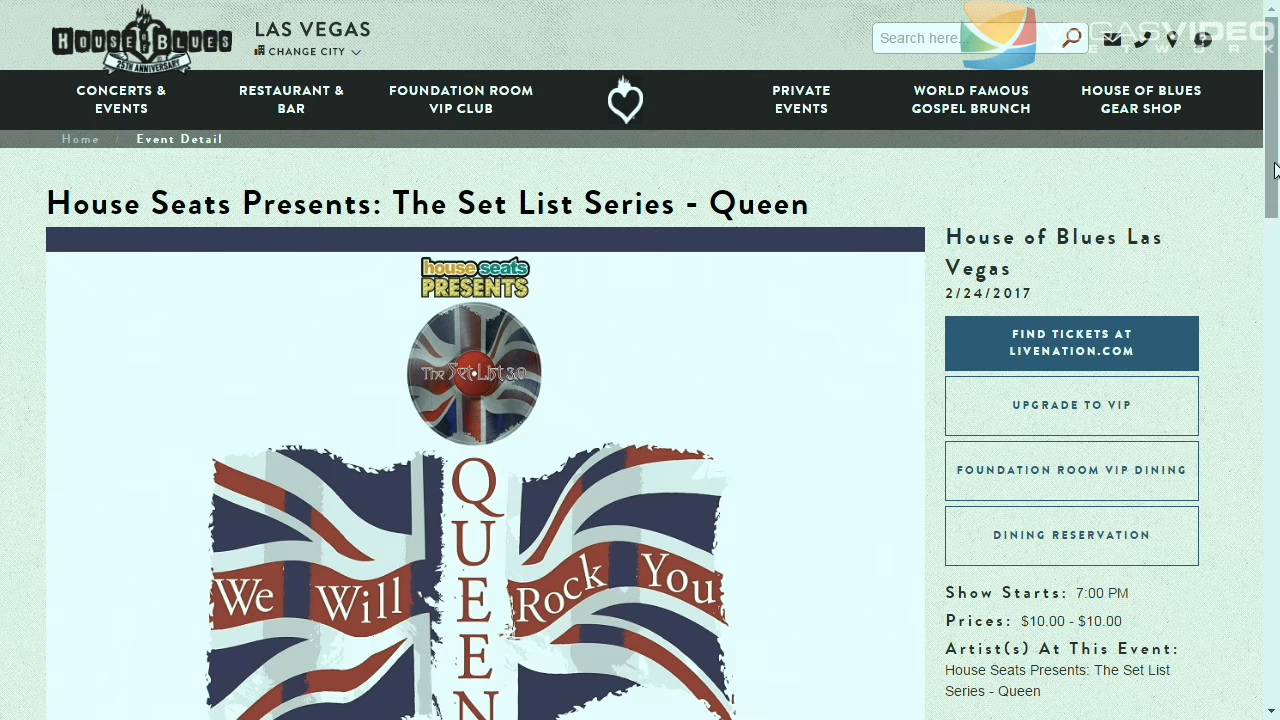 HOUSE OF BLUES
25TH ANNIVERSARY
LAS VEGAS
CHANGE CITY
Search here...
VEGASVIDEO
NETWORK
CONCERTS & EVENTS
RESTAURANT & BAR
FOUNDATION ROOM VIP CLUB
PRIVATE EVENTS
WORLD FAMOUS GOSPEL BRUNCH
HOUSE OF BLUES GEAR SHOP
Home / Event Detail
House Seats Presents: The Set List Series - Queen
house seats
PRESENTS
The Set List 3.0
QUEEN
We Will Rock You
House of Blues Las
Vegas
2/24/2017
FIND TICKETS AT
LIVENATION.COM
UPGRADE TO VIP
FOUNDATION ROOM VIP DINING
DINING RESERVATION
Show Starts: 7:00 PM
Prices: $10.00 - $10.00
Artist(s) At This Event:
House Seats Presents: The Set List
Series - Queen